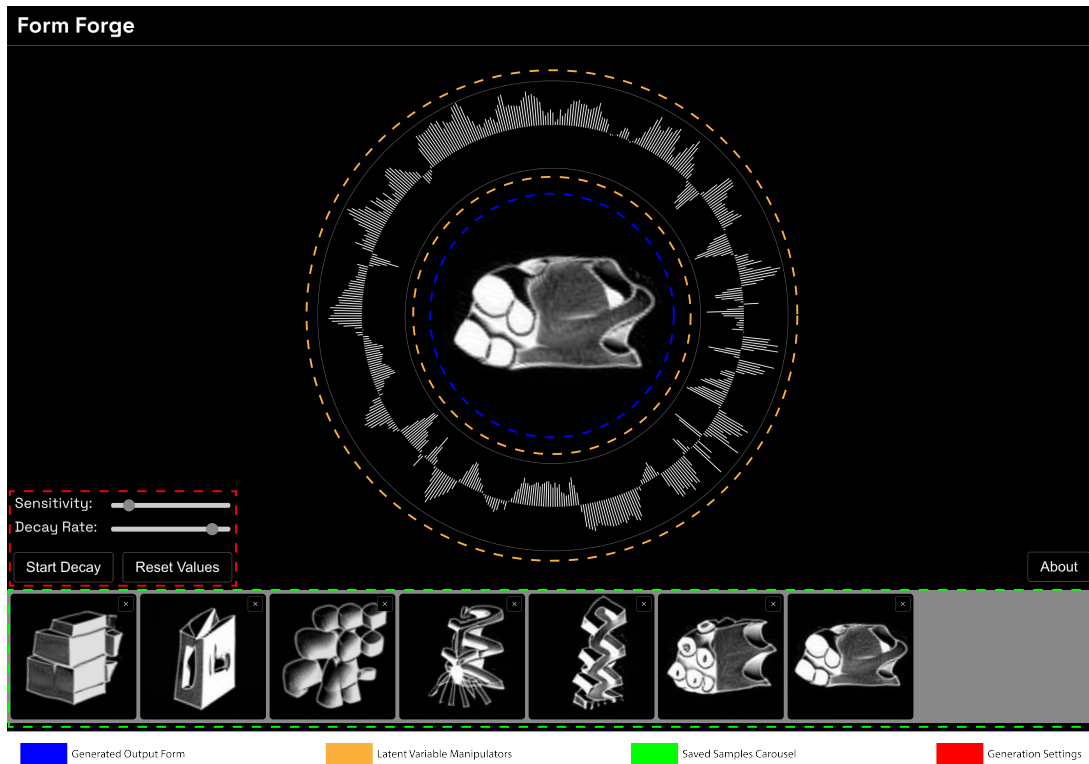 Form Forge
Sensitivity:
Decay Rate:
Start Decay
Reset Values
About
×
×
×
×
×
×
×
Generated Output Form
Latent Variable Manipulators
Saved Samples Carousel
Generation Settings